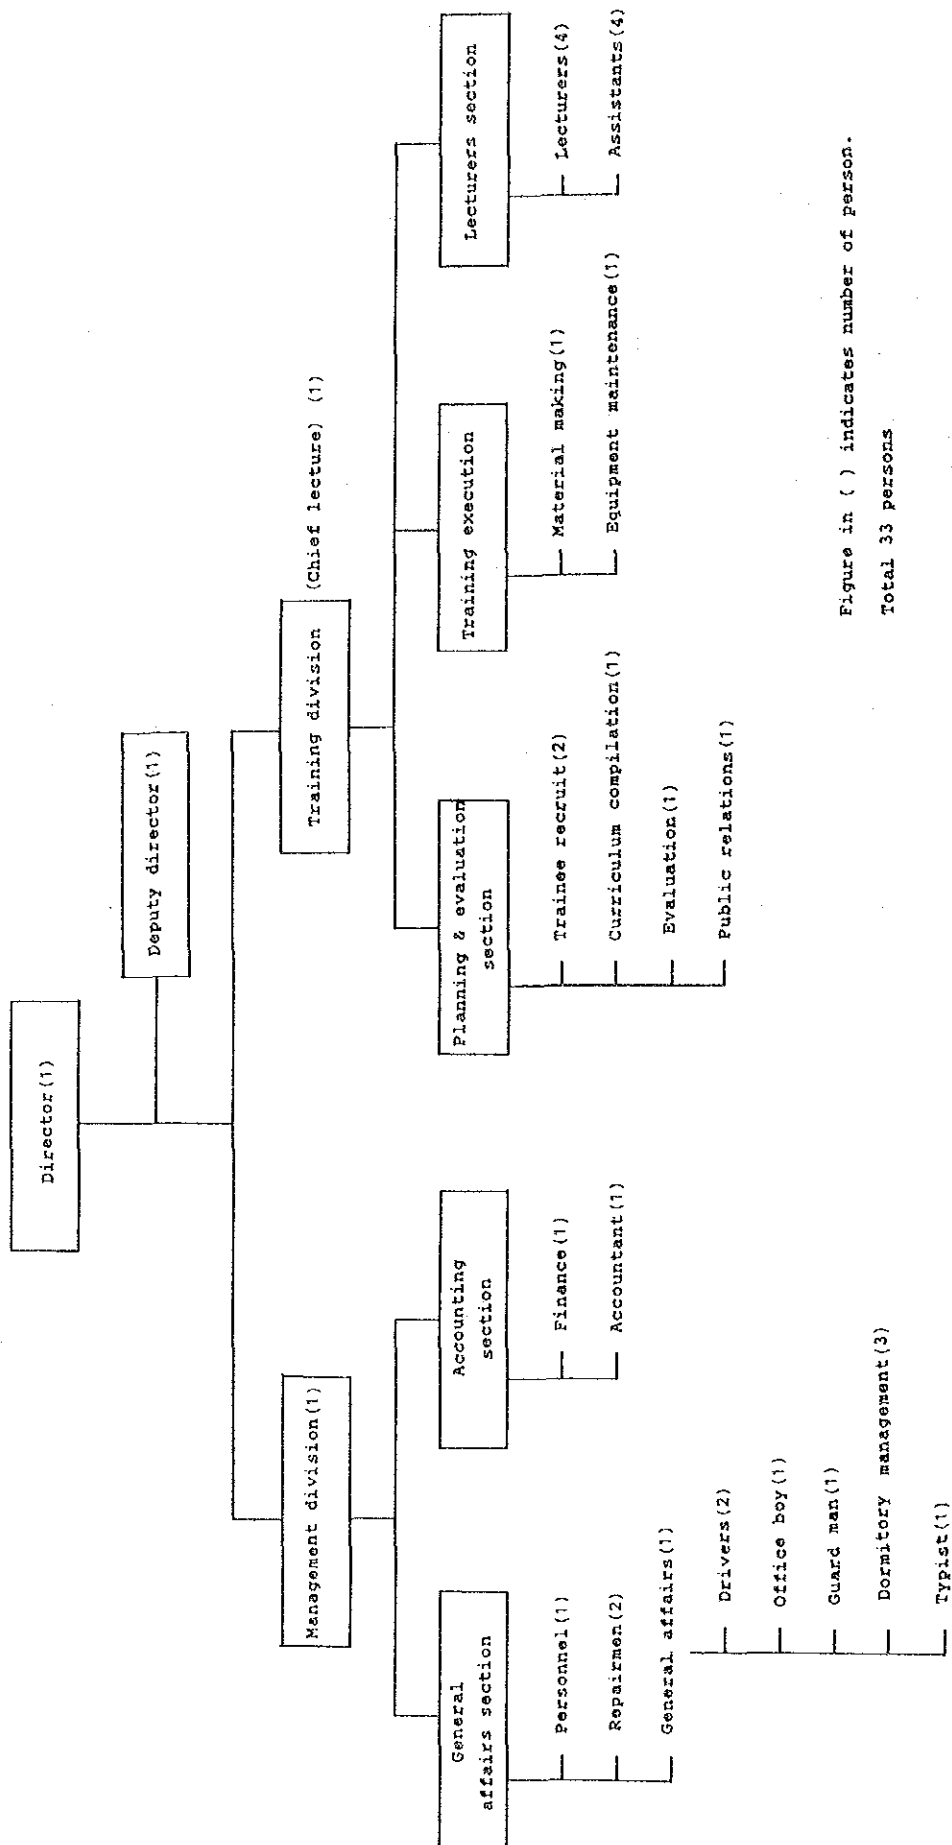 Director(1)
Deputy director(1)
Management division(1)
Training division
(Chief lecture) (1)
General
affairs section
Accounting
section
Planning & evaluation
section
Training execution
Lecturers section
Personnel(1)
Repairmen(2)
General affairs(1)
Drivers(2)
Office boy(1)
Guard man(1)
Dormitory management(3)
Typist(1)
Finance(1)
Accountant(1)
Trainee recruit(2)
Curriculum compilation(1)
Evaluation(1)
Public relations(1)
Material making(1)
Equipment maintenance(1)
Lecturers(4)
Assistants(4)
Figure in ( ) indicates number of person.
Total 33 persons